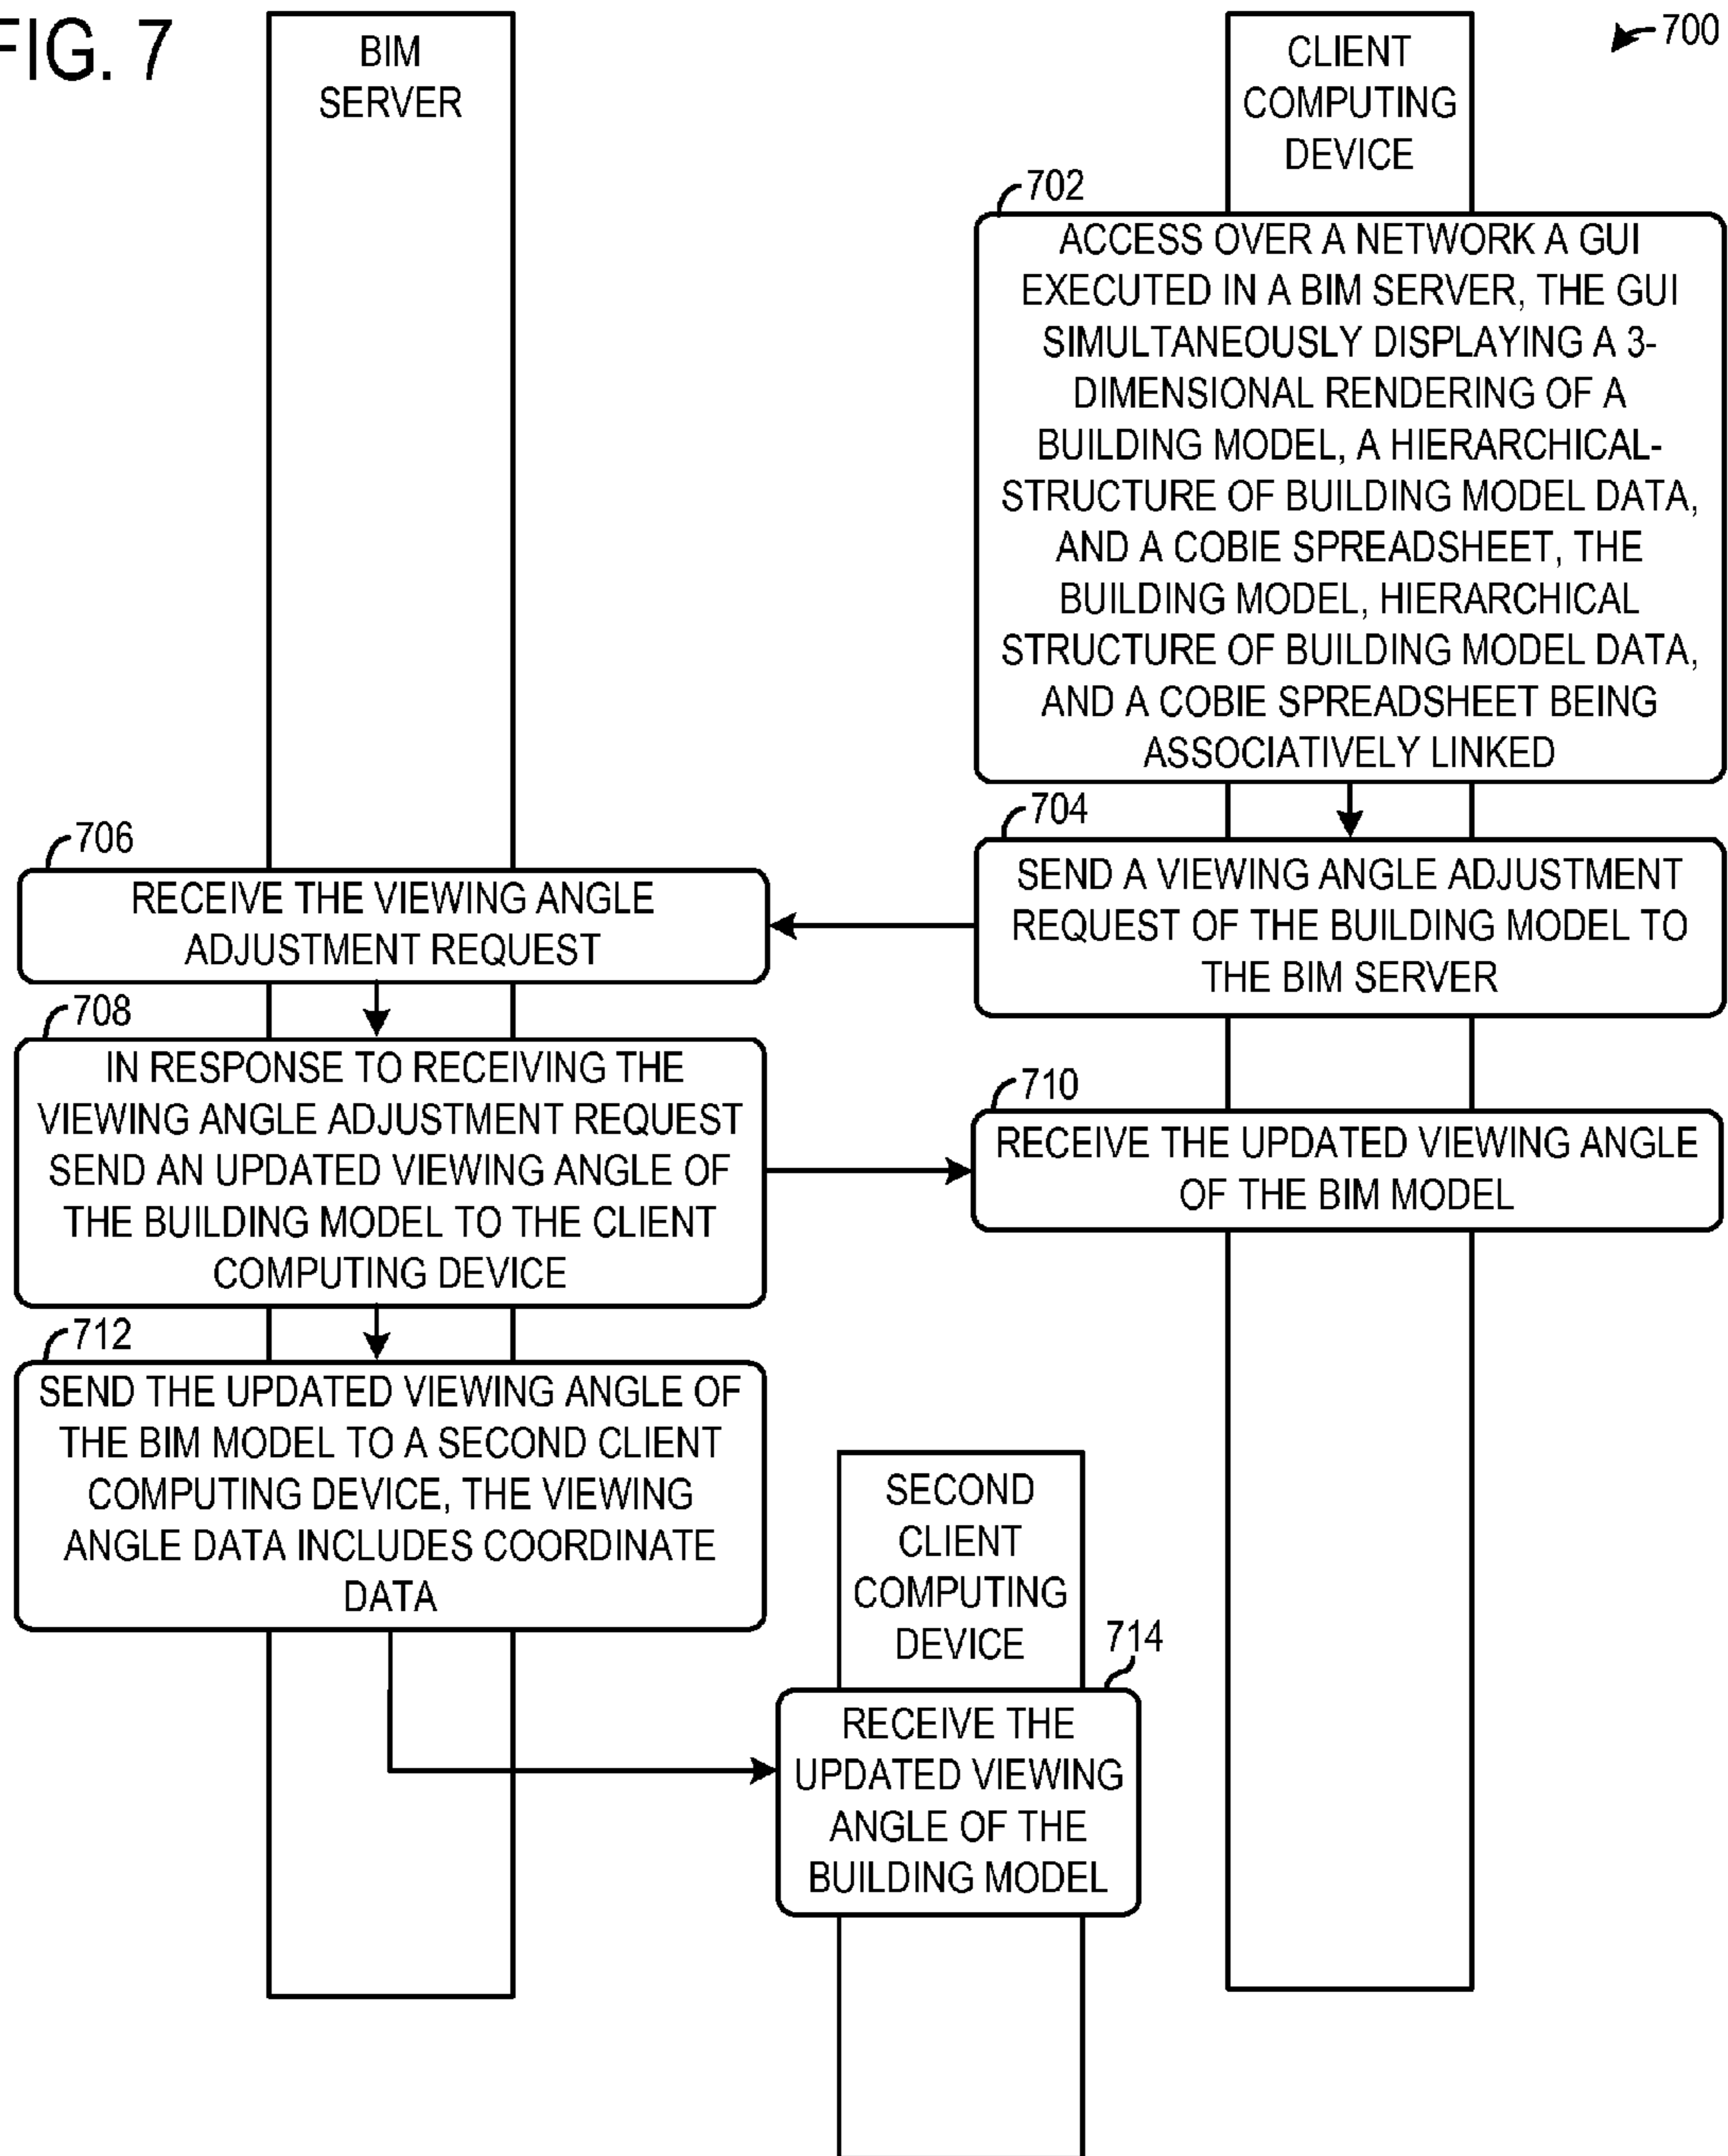 FIG. 7
700
BIM
SERVER
CLIENT
COMPUTING
DEVICE
702
ACCESS OVER A NETWORK A GUI
EXECUTED IN A BIM SERVER, THE GUI
SIMULTANEOUSLY DISPLAYING A 3-
DIMENSIONAL RENDERING OF A
BUILDING MODEL, A HIERARCHICAL-
STRUCTURE OF BUILDING MODEL DATA,
AND A COBIE SPREADSHEET, THE
BUILDING MODEL, HIERARCHICAL
STRUCTURE OF BUILDING MODEL DATA,
AND A COBIE SPREADSHEET BEING
ASSOCIATIVELY LINKED
704
SEND A VIEWING ANGLE ADJUSTMENT
REQUEST OF THE BUILDING MODEL TO
THE BIM SERVER
706
RECEIVE THE VIEWING ANGLE
ADJUSTMENT REQUEST
708
IN RESPONSE TO RECEIVING THE
VIEWING ANGLE ADJUSTMENT REQUEST
SEND AN UPDATED VIEWING ANGLE OF
THE BUILDING MODEL TO THE CLIENT
COMPUTING DEVICE
710
RECEIVE THE UPDATED VIEWING ANGLE
OF THE BIM MODEL
712
SEND THE UPDATED VIEWING ANGLE OF
THE BIM MODEL TO A SECOND CLIENT
COMPUTING DEVICE, THE VIEWING
ANGLE DATA INCLUDES COORDINATE
DATA
SECOND
CLIENT
COMPUTING
DEVICE
714
RECEIVE THE
UPDATED VIEWING
ANGLE OF THE
BUILDING MODEL